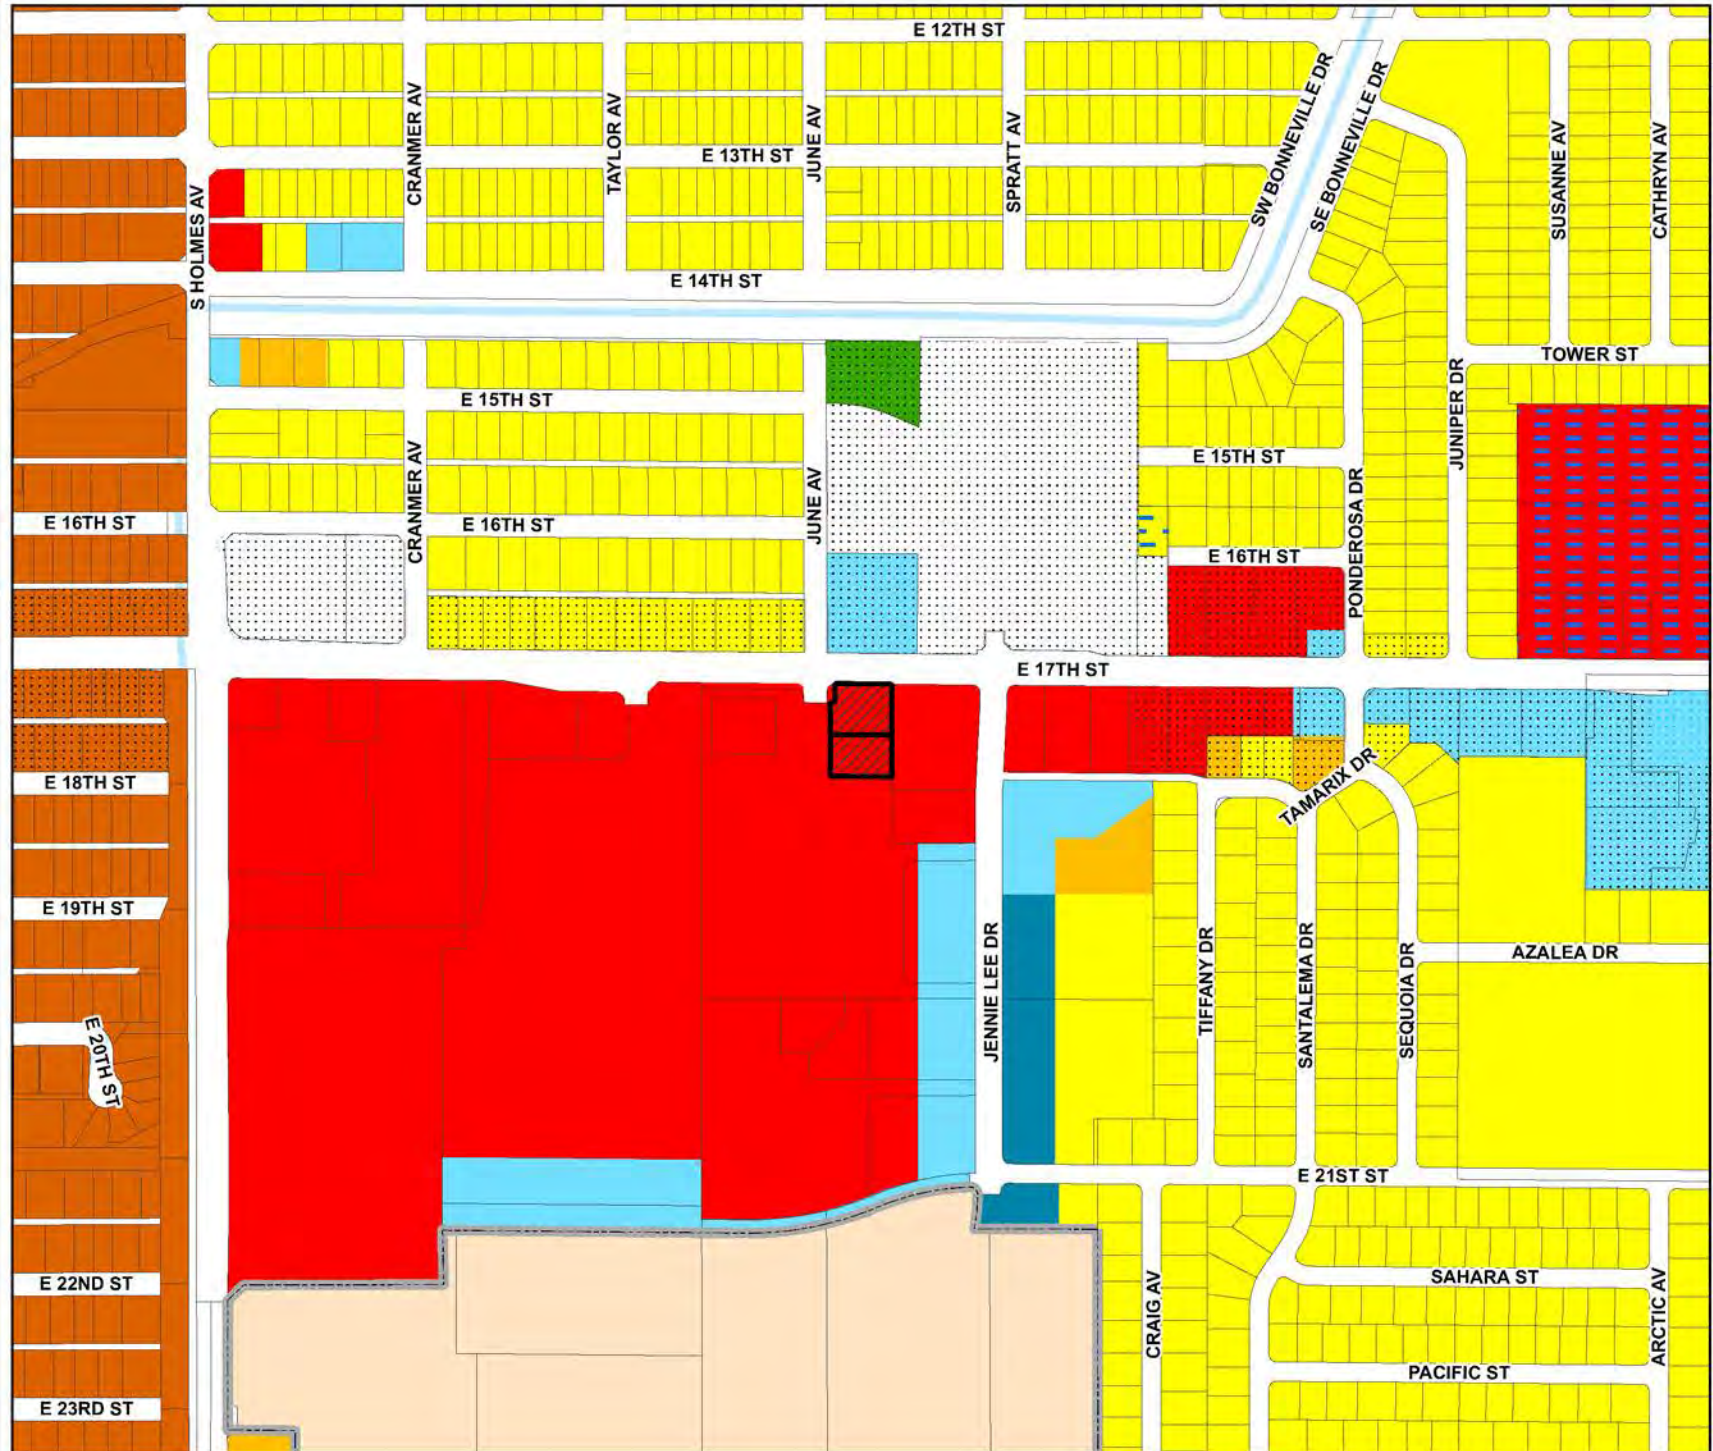 E 12TH ST
CRANMER AV
TAYLOR AV
JUNE AV
SPRATT AV
SW BONNEVILLE DR
SE BONNEVILLE DR
SUSANNE AV
CATHRYN AV
E 13TH ST
S HOLMES AV
E 14TH ST
TOWER ST
JUNIPER DR
E 15TH ST
CRANMER AV
JUNE AV
E 15TH ST
PONDEROSA DR
E 16TH ST
E 16TH ST
E 16TH ST
E 17TH ST
E 18TH ST
TAMARIX DR
E 19TH ST
JENNIE LEE DR
TIFFANY DR
SANTALEMA DR
SEQUOIA DR
AZALEA DR
E 20TH ST
E 21ST ST
E 22ND ST
SAHARA ST
CRAIG AV
ARCTIC AV
PACIFIC ST
E 23RD ST